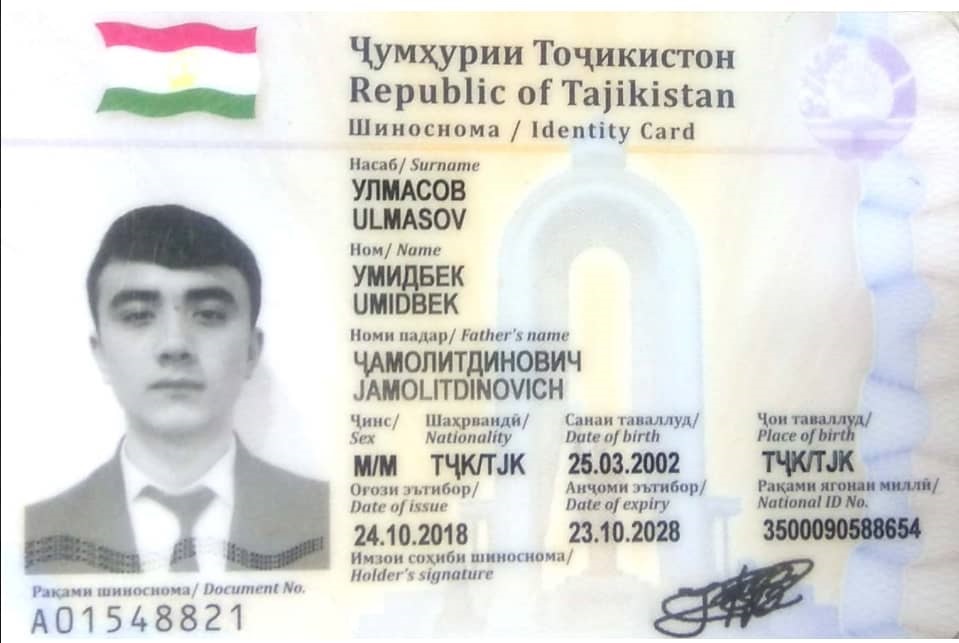 Ҷумҳурии Тоҷикистон
Republic of Tajikistan
Шиноснома / Identity Card
Насаб/ Surname
УЛМАСОВ
ULMASOV
Ном/ Name
УМИДБЕК
UMIDBEK
Номи падар/ Father's name
ҶАМОЛИТДИНОВИЧ
JAMOLITDINOVICH
Ҷинс/ Шаҳрвандӣ/ Санаи таваллуд/ Ҷои таваллуд/
Sex Nationality Date of birth Place of birth
М/M ТҶК/TJK 25.03.2002 ТҶК/TJK
Оғози эътибор/ Анҷоми эътибор/ Рақами ягонаи миллӣ/
Date of issue Date of expiry National ID No.
24.10.2018 23.10.2028 3500090588654
Имзои соҳиби шиноснома/
Holder's signature
Рақами шиноснома/ Document No.
A01548821